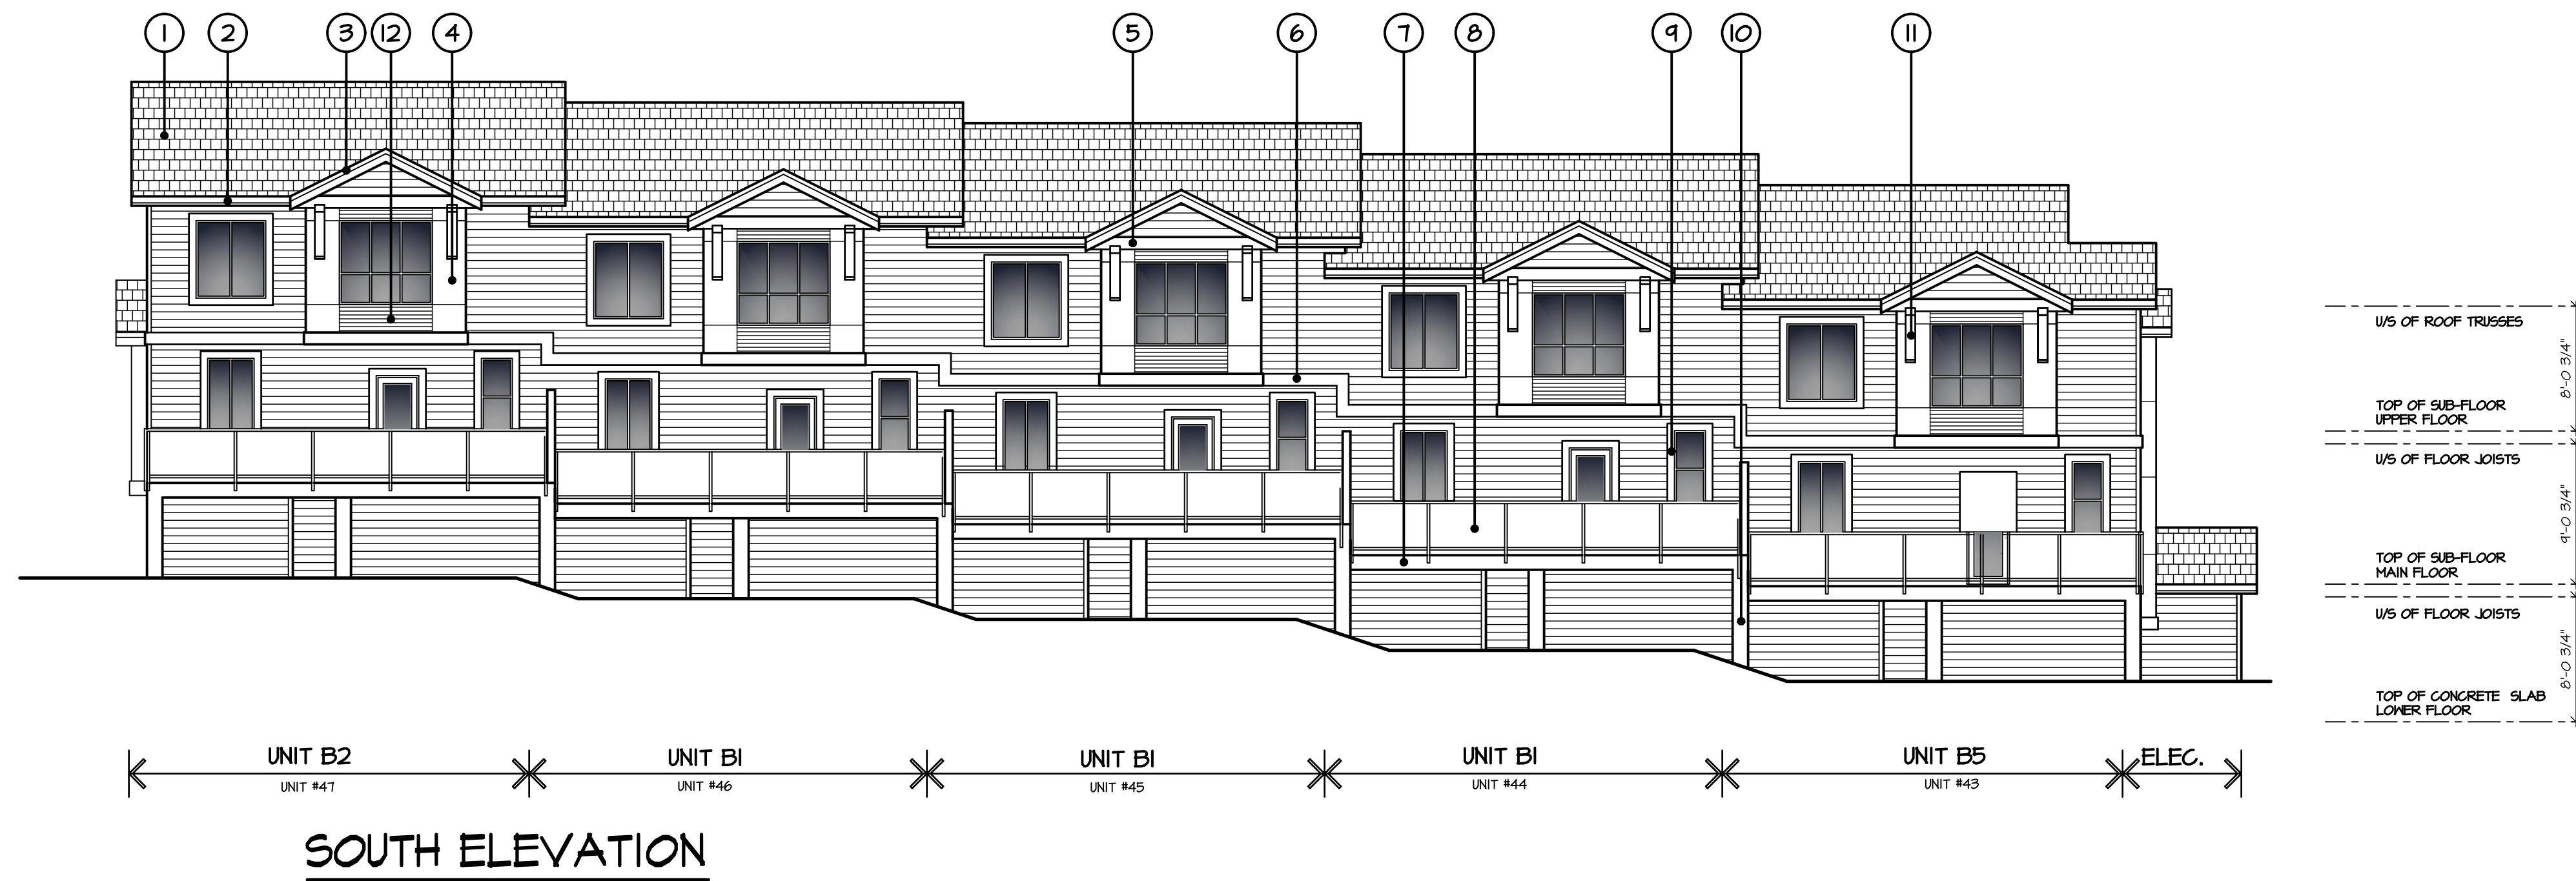 1 2 3 12 4 5 6 7 8 9 10 11
U/S OF ROOF TRUSSES
8'-0 3/4"
TOP OF SUB-FLOOR
UPPER FLOOR
U/S OF FLOOR JOISTS
9'-0 3/4"
TOP OF SUB-FLOOR
MAIN FLOOR
U/S OF FLOOR JOISTS
8'-0 3/4"
TOP OF CONCRETE SLAB
LOWER FLOOR
UNIT B2
UNIT #47
UNIT B1
UNIT #46
UNIT B1
UNIT #45
UNIT B1
UNIT #44
UNIT B5
UNIT #43
ELEC.
SOUTH ELEVATION